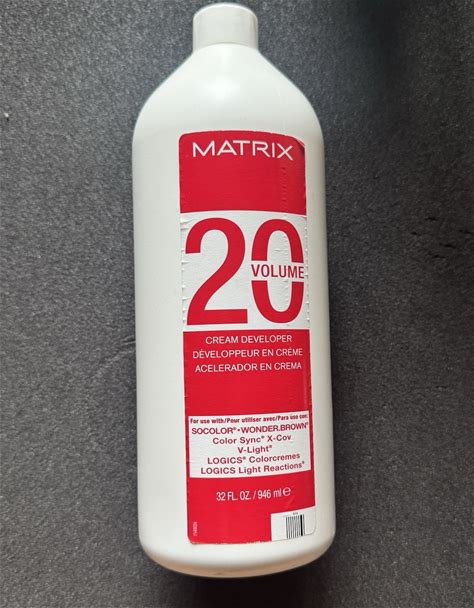 MATRIX
20
VOLUME
CREAM DEVELOPER
DÉVELOPPEUR EN CRÈME
ACELERADOR EN CREMA
For use with/Pour utiliser avec/Para use con:
SOCOLOR® • WONDER.BROWN®
Color Sync® X-Cov
V-Light®
LOGICS® Colorcremes
LOGICS Light Reactions®
32 FL. OZ. / 946 ml ℮